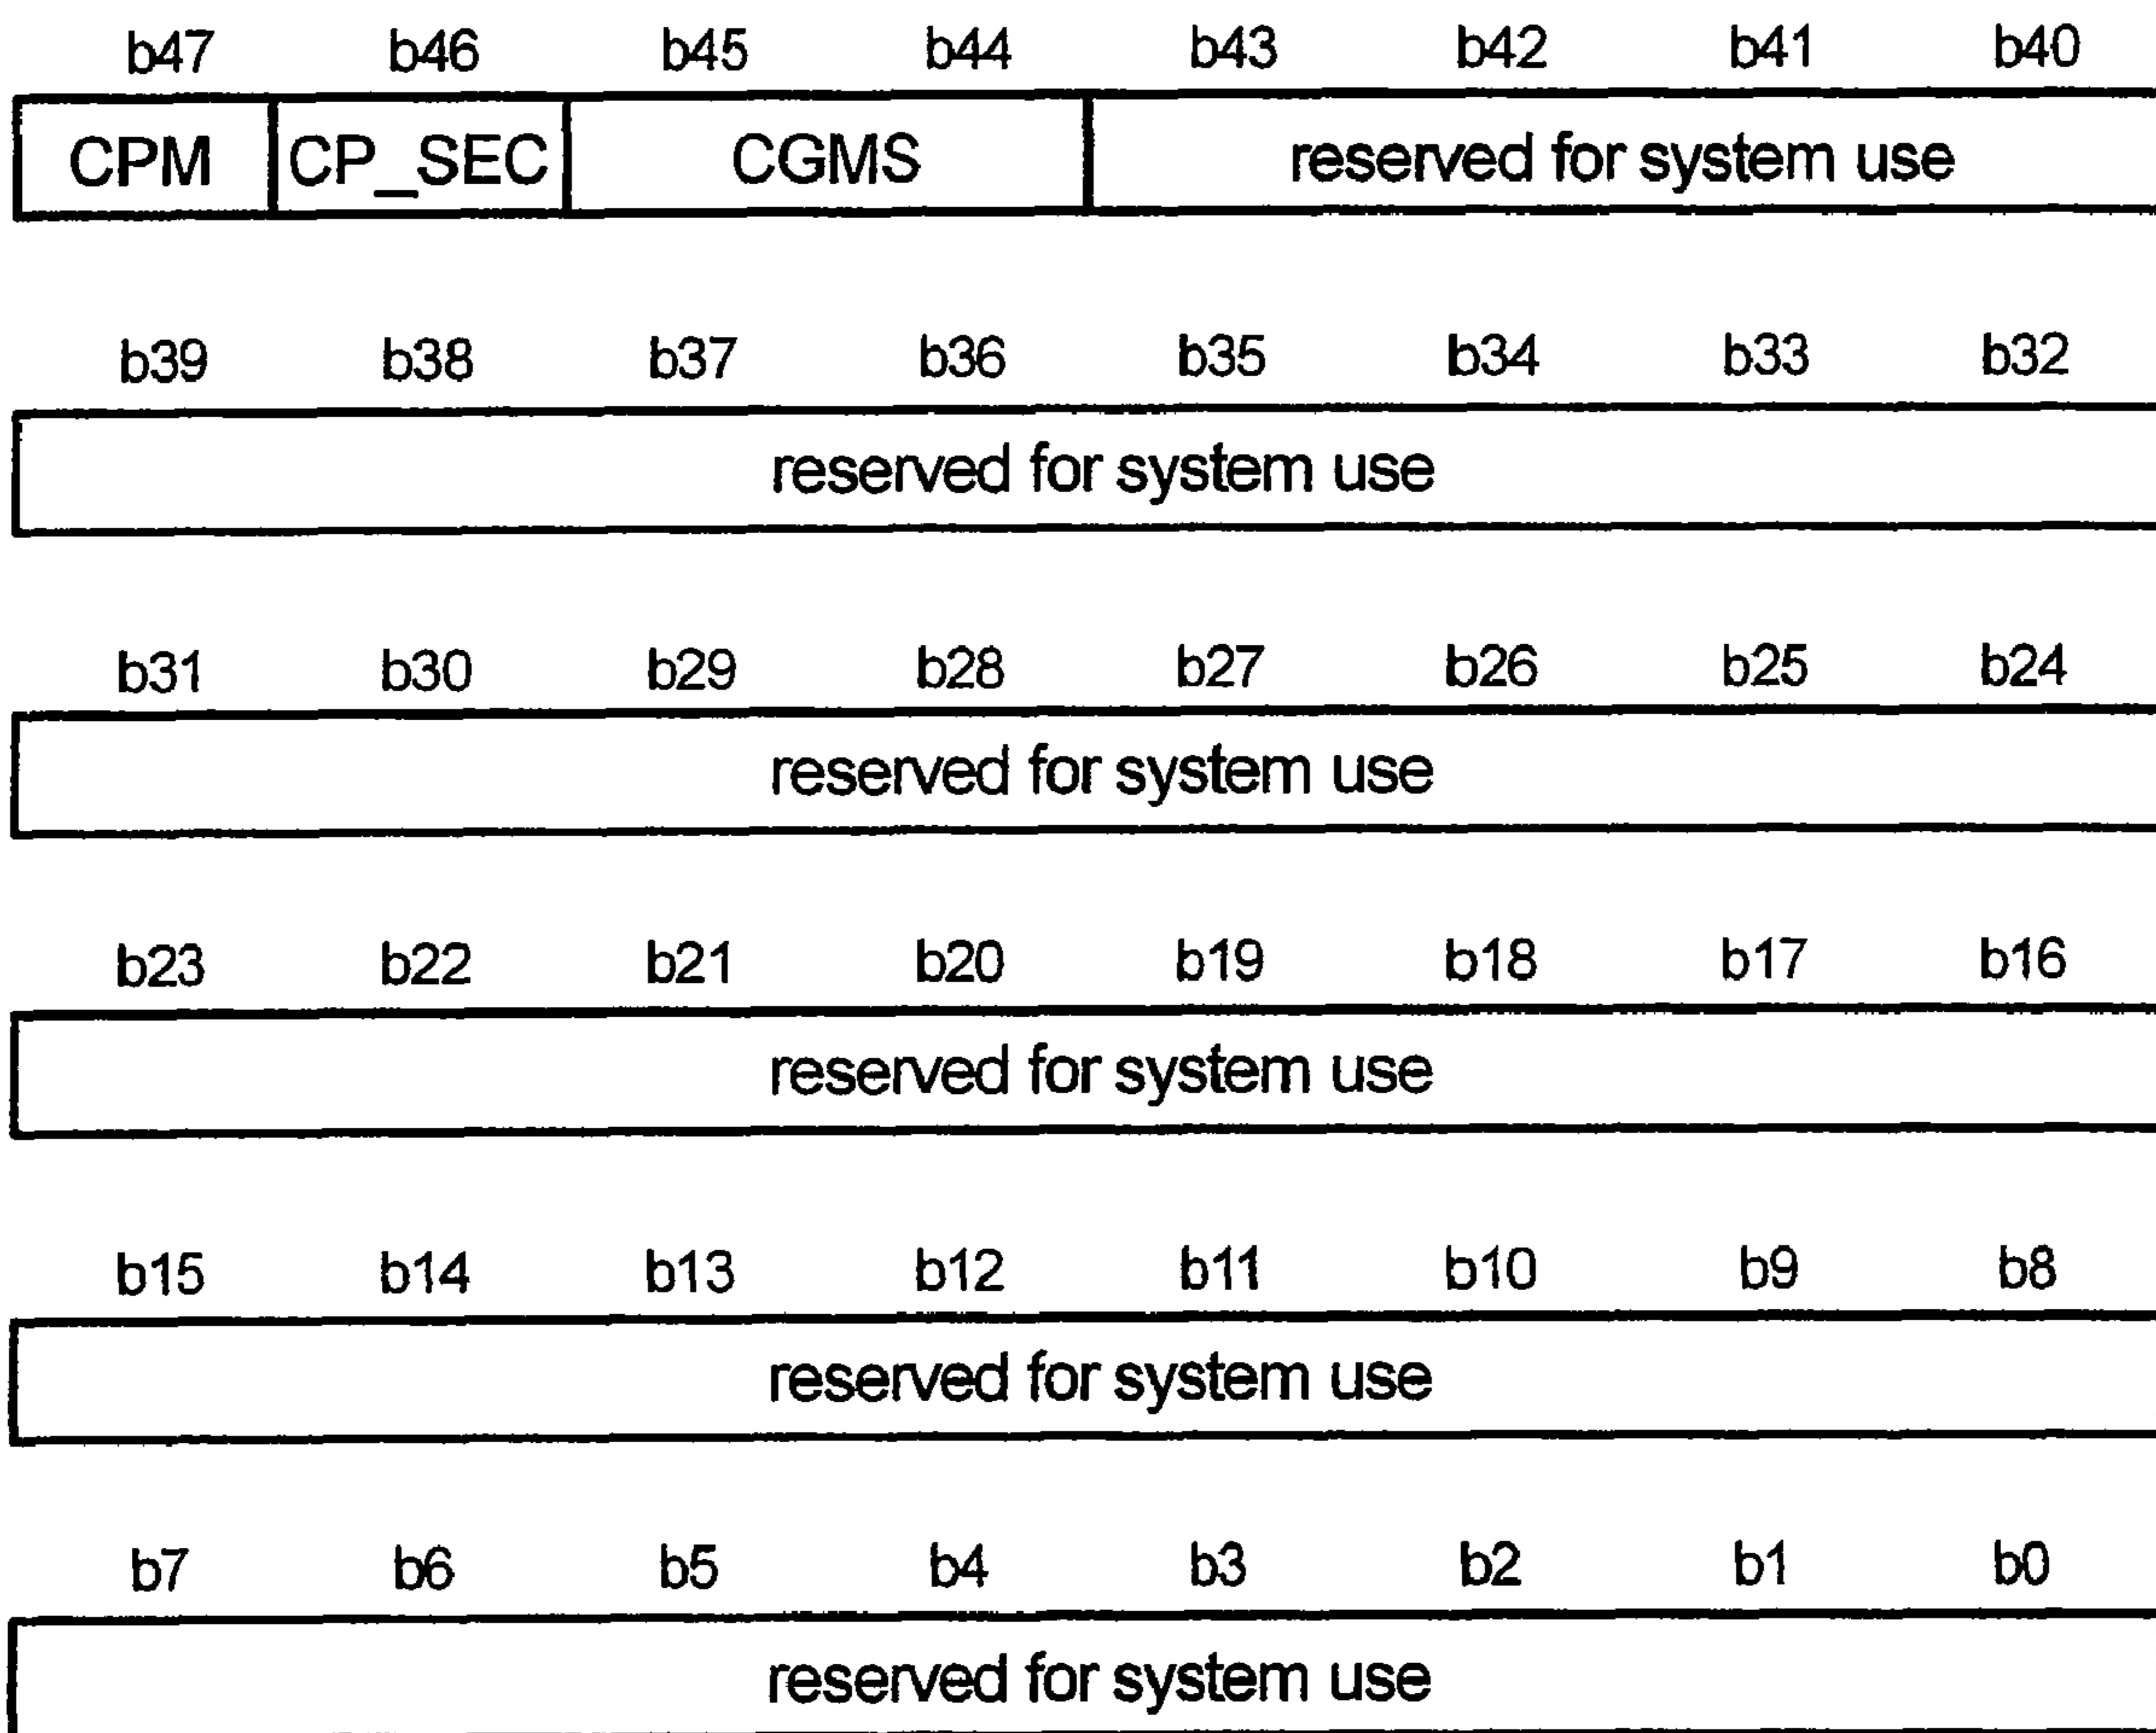 b47 b46 b45 b44 b43 b42 b41 b40
CPM CP_SEC CGMS reserved for system use
b39 b38 b37 b36 b35 b34 b33 b32
reserved for system use
b31 b30 b29 b28 b27 b26 b25 b24
reserved for system use
b23 b22 b21 b20 b19 b18 b17 b16
reserved for system use
b15 b14 b13 b12 b11 b10 b9 b8
reserved for system use
b7 b6 b5 b4 b3 b2 b1 b0
reserved for system use